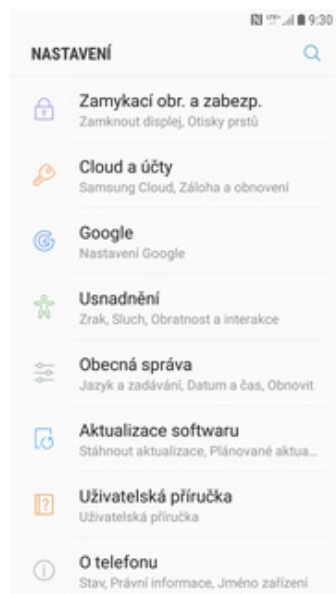 9:30
NASTAVENÍ
Zamykací obr. a zabezp.
Zamknout displej, Otisky prstů
Cloud a účty
Samsung Cloud, Záloha a obnovení
Google
Nastavení Google
Usnadnění
Zrak, Sluch, Obratnost a interakce
Obecná správa
Jazyk a zadávání, Datum a čas, Obnovit
Aktualizace softwaru
Stáhnout aktualizace, Plánované aktua...
Uživatelská příručka
Uživatelská příručka
O telefonu
Stav, Právní informace, Jméno zařízení